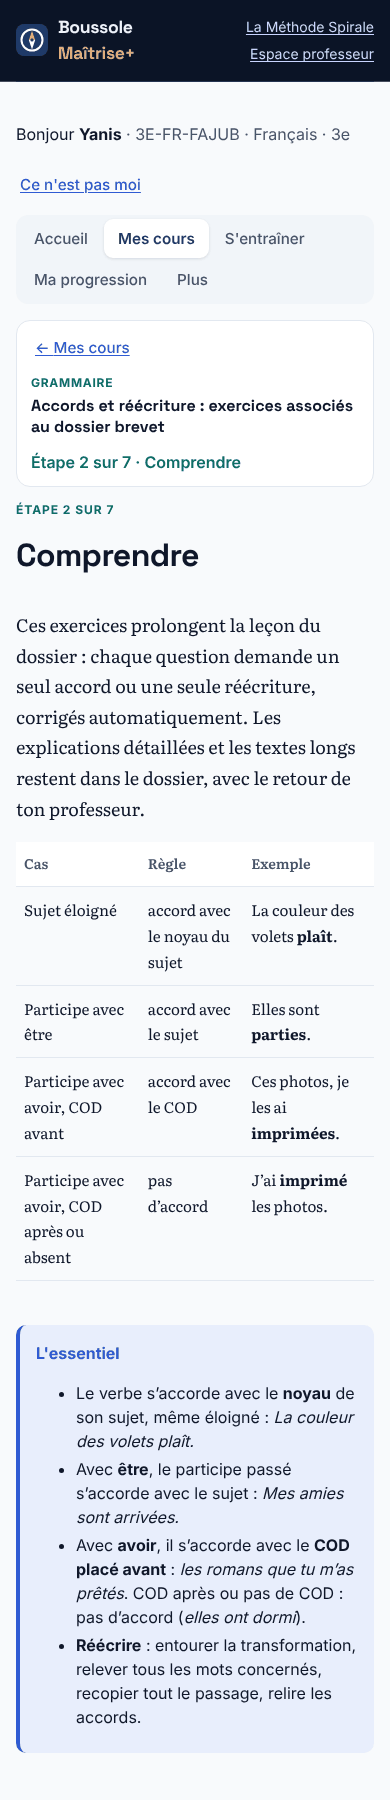 Boussole
Maîtrise+
La Méthode Spirale
Espace professeur
Bonjour Yanis · 3E-FR-FAJUB · Français · 3e
Ce n'est pas moi
Accueil
Mes cours
S'entraîner
Ma progression
Plus
← Mes cours
GRAMMAIRE
Accords et réécriture : exercices associés
au dossier brevet
Étape 2 sur 7 · Comprendre
ÉTAPE 2 SUR 7
Comprendre
Ces exercices prolongent la leçon du
dossier : chaque question demande un
seul accord ou une seule réécriture,
corrigés automatiquement. Les
explications détaillées et les textes longs
restent dans le dossier, avec le retour de
ton professeur.
Cas Règle Exemple
Sujet éloigné accord avec La couleur des
le noyau du volets plaît.
sujet
Participe avec accord avec Elles sont
être le sujet parties.
Participe avec accord avec Ces photos, je
avoir, COD le COD les ai
avant imprimées.
Participe avec pas J’ai imprimé
avoir, COD d’accord les photos.
après ou
absent
L'essentiel
• Le verbe s’accorde avec le noyau de
son sujet, même éloigné : La couleur
des volets plaît.
• Avec être, le participe passé
s’accorde avec le sujet : Mes amies
sont arrivées.
• Avec avoir, il s’accorde avec le COD
placé avant : les romans que tu m’as
prêtés. COD après ou pas de COD :
pas d’accord (elles ont dormi).
• Réécrire : entourer la transformation,
relever tous les mots concernés,
recopier tout le passage, relire les
accords.